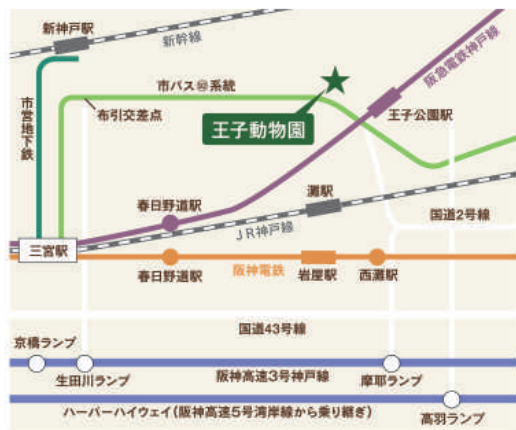 新神戸駅
新幹線
阪急電鉄神戸線
市バス㉒系統
市営地下鉄
布引交差点
王子動物園
王子公園駅
春日野道駅
灘駅
国道2号線
JR神戸線
三宮駅
春日野道駅
阪神電鉄
岩屋駅
西灘駅
国道43号線
京橋ランプ
生田川ランプ
阪神高速3号神戸線
摩耶ランプ
ハーバーハイウェイ(阪神高速5号湾岸線から乗り継ぎ)
高羽ランプ